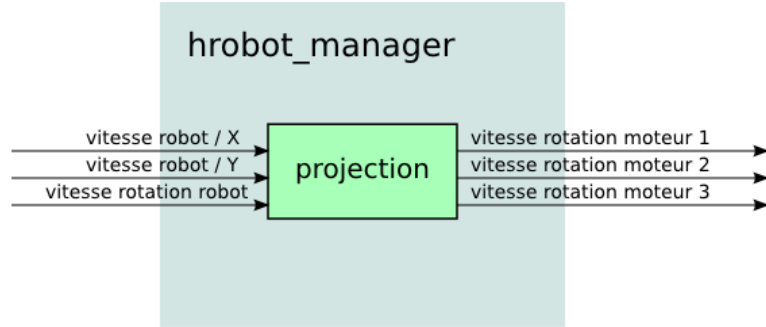 hrobot_manager
vitesse robot / X
vitesse robot / Y
vitesse rotation robot
projection
vitesse rotation moteur 1
vitesse rotation moteur 2
vitesse rotation moteur 3